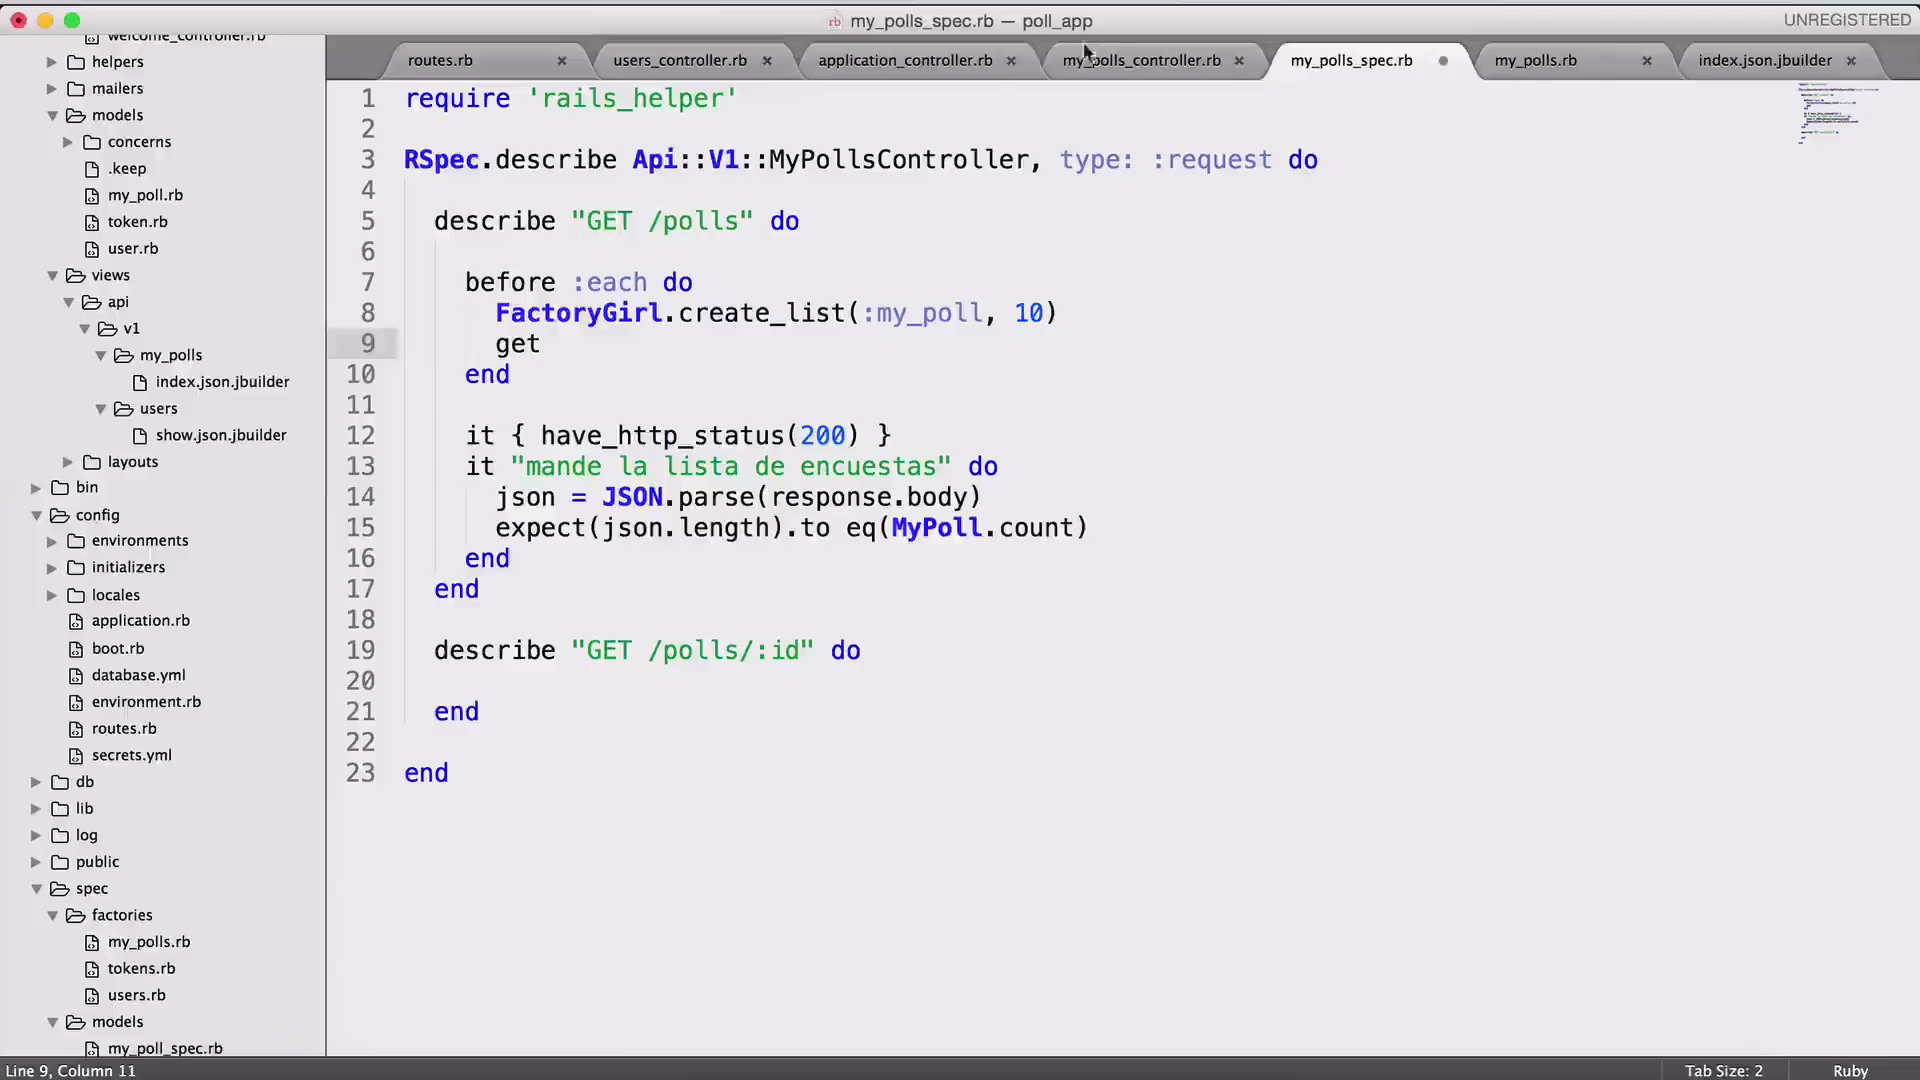 my_polls_spec.rb — poll_app
UNREGISTERED
welcome_controller.rb
helpers
mailers
models
concerns
.keep
my_poll.rb
token.rb
user.rb
views
api
v1
my_polls
index.json.jbuilder
users
show.json.jbuilder
layouts
bin
config
environments
initializers
locales
application.rb
boot.rb
database.yml
environment.rb
routes.rb
secrets.yml
db
lib
log
public
spec
factories
my_polls.rb
tokens.rb
users.rb
models
my_poll_spec.rb
routes.rb
users_controller.rb
application_controller.rb
my_polls_controller.rb
my_polls_spec.rb
my_polls.rb
index.json.jbuilder
1 require 'rails_helper'
2
3 RSpec.describe Api::V1::MyPollsController, type: :request do
4
5 describe "GET /polls" do
6
7 before :each do
8 FactoryGirl.create_list(:my_poll, 10)
9 get
10 end
11
12 it { have_http_status(200) }
13 it "mande la lista de encuestas" do
14 json = JSON.parse(response.body)
15 expect(json.length).to eq(MyPoll.count)
16 end
17 end
18
19 describe "GET /polls/:id" do
20
21 end
22
23 end
Line 9, Column 11
Tab Size: 2
Ruby